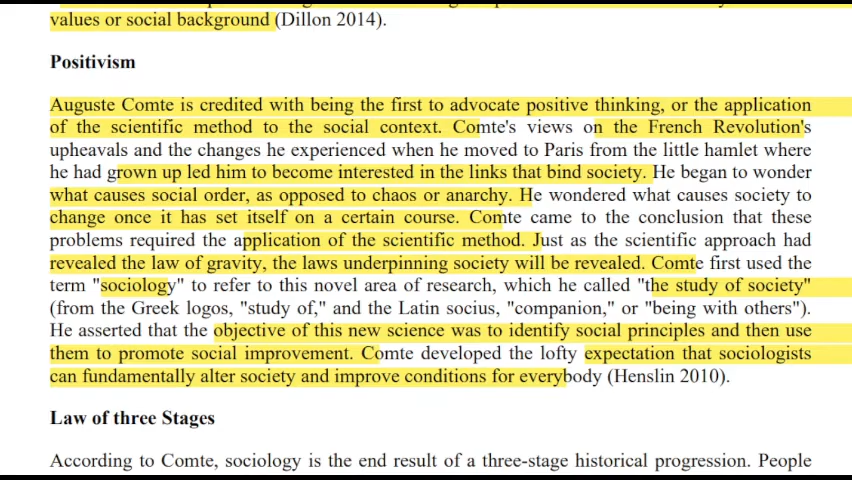 values or social background (Dillon 2014).
Positivism
Auguste Comte is credited with being the first to advocate positive thinking, or the application
of the scientific method to the social context. Comte's views on the French Revolution's
upheavals and the changes he experienced when he moved to Paris from the little hamlet where
he had grown up led him to become interested in the links that bind society. He began to wonder
what causes social order, as opposed to chaos or anarchy. He wondered what causes society to
change once it has set itself on a certain course. Comte came to the conclusion that these
problems required the application of the scientific method. Just as the scientific approach had
revealed the law of gravity, the laws underpinning society will be revealed. Comte first used the
term "sociology" to refer to this novel area of research, which he called "the study of society"
(from the Greek logos, "study of," and the Latin socius, "companion," or "being with others").
He asserted that the objective of this new science was to identify social principles and then use
them to promote social improvement. Comte developed the lofty expectation that sociologists
can fundamentally alter society and improve conditions for everybody (Henslin 2010).
Law of three Stages
According to Comte, sociology is the end result of a three-stage historical progression. People